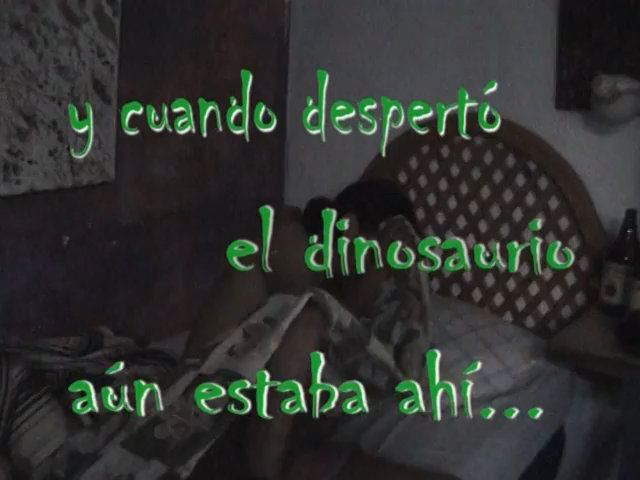 y cuando despertó
el dinosaurio
aún estaba ahí...